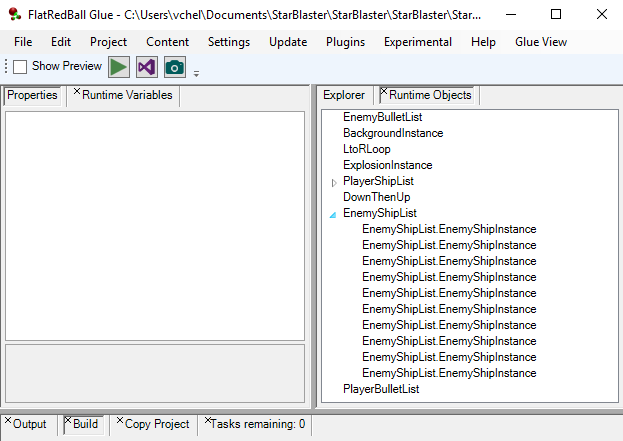 FlatRedBall Glue - C:\Users\vchel\Documents\StarBlaster\StarBlaster\StarBlaster\Star...
File Edit Project Content Settings Update Plugins Experimental Help Glue View
Show Preview
Properties Runtime Variables
Explorer Runtime Objects
EnemyBulletList
BackgroundInstance
LtoRLoop
ExplosionInstance
PlayerShipList
DownThenUp
EnemyShipList
EnemyShipList.EnemyShipInstance
EnemyShipList.EnemyShipInstance
EnemyShipList.EnemyShipInstance
EnemyShipList.EnemyShipInstance
EnemyShipList.EnemyShipInstance
EnemyShipList.EnemyShipInstance
EnemyShipList.EnemyShipInstance
EnemyShipList.EnemyShipInstance
EnemyShipList.EnemyShipInstance
EnemyShipList.EnemyShipInstance
PlayerBulletList
Output Build Copy Project Tasks remaining: 0